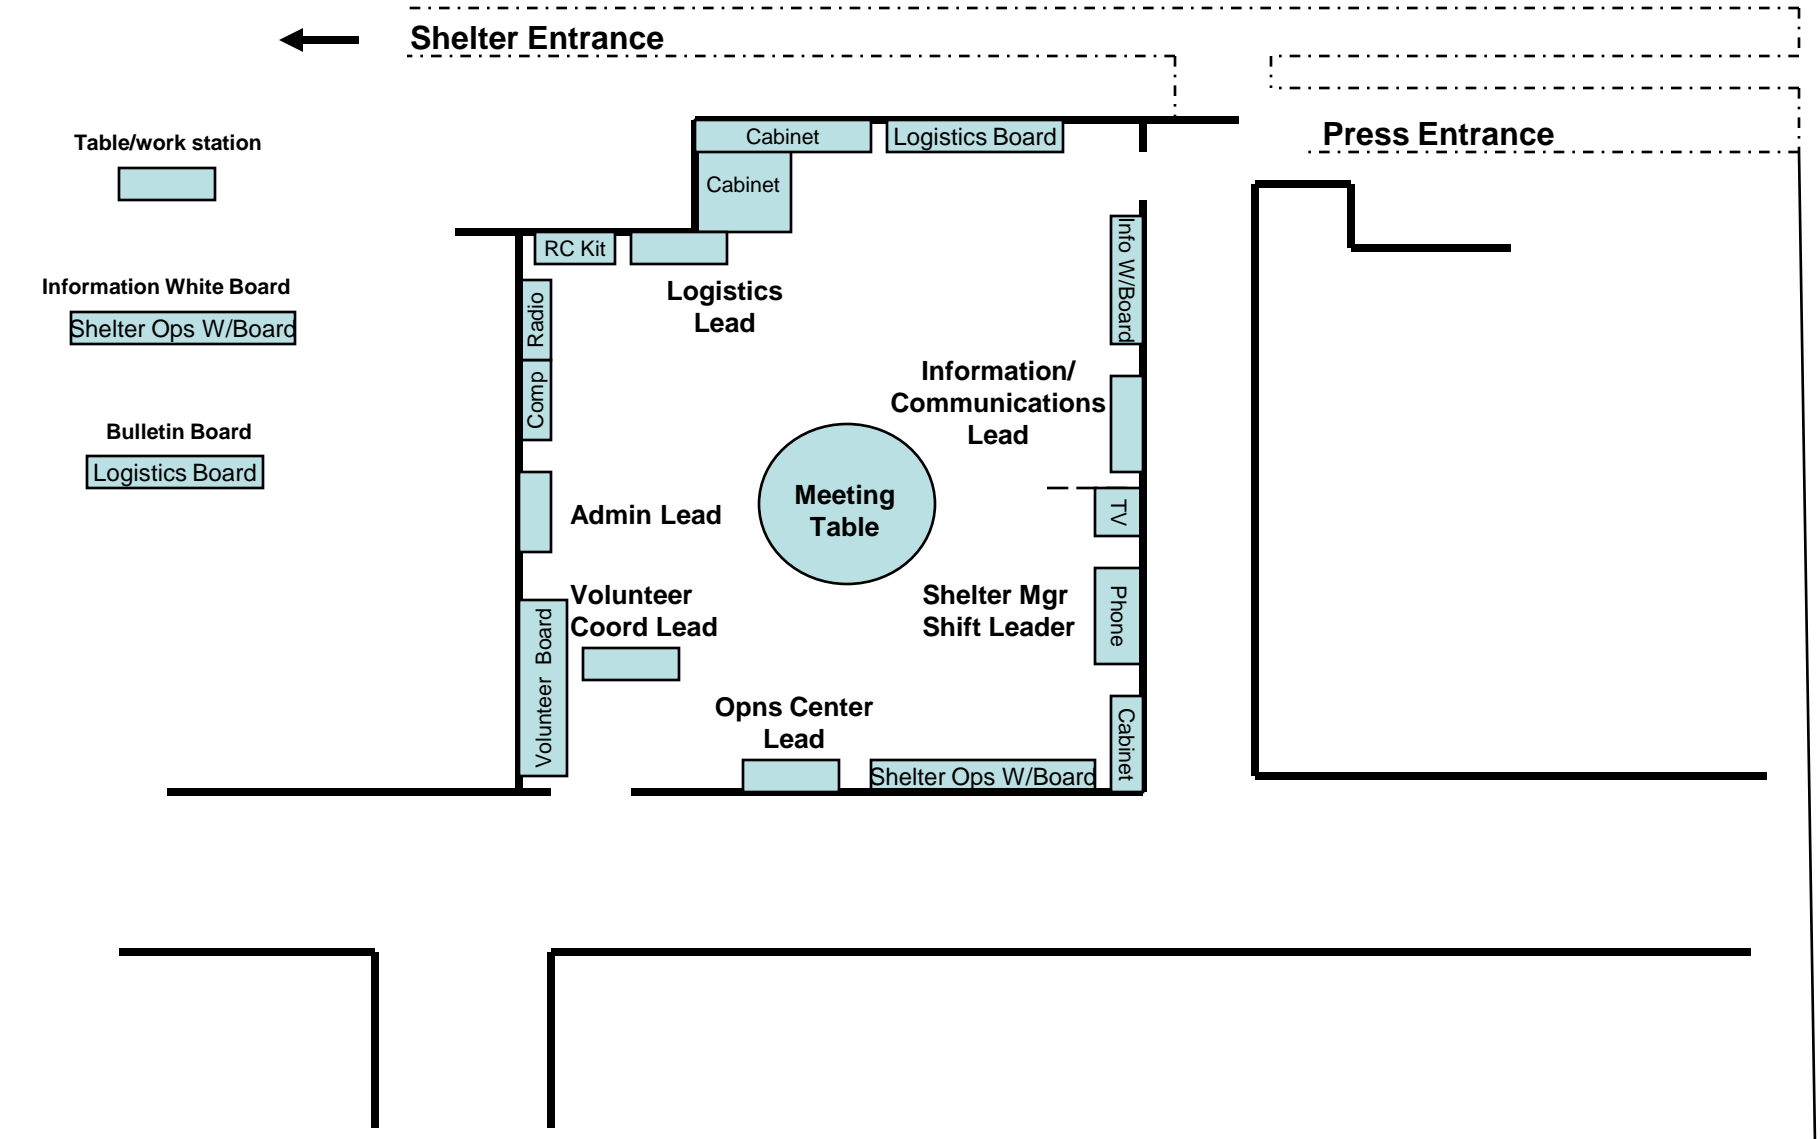 Shelter Entrance
Press Entrance
Table/work station
Information White Board
Shelter Ops W/Board
Bulletin Board
Logistics Board
Cabinet
Logistics Board
Cabinet
RC Kit
Logistics
Lead
Radio
Comp
Info W/Board
Information/
Communications
Lead
Meeting
Table
TV
Admin Lead
Volunteer
Coord Lead
Volunteer Board
Shelter Mgr
Shift Leader
Phone
Opns Center
Lead
Shelter Ops W/Board
Cabinet